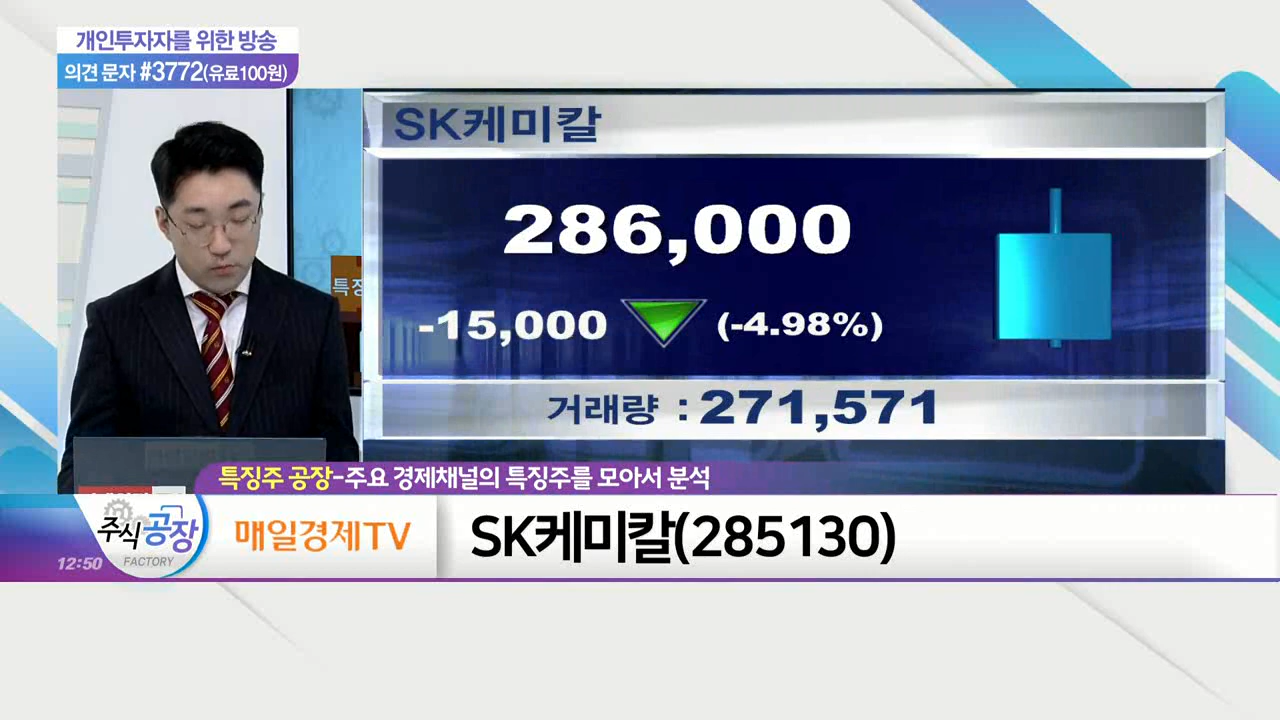 개인투자자를 위한 방송
의견 문자 #3772(유료100원)
SK케미칼
286,000
-15,000 (-4.98%)
특징
거래량 : 271,571
특징주 공장-주요 경제채널의 특징주를 모아서 분석
주식공장
FACTORY
12:50
매일경제TV
SK케미칼(285130)